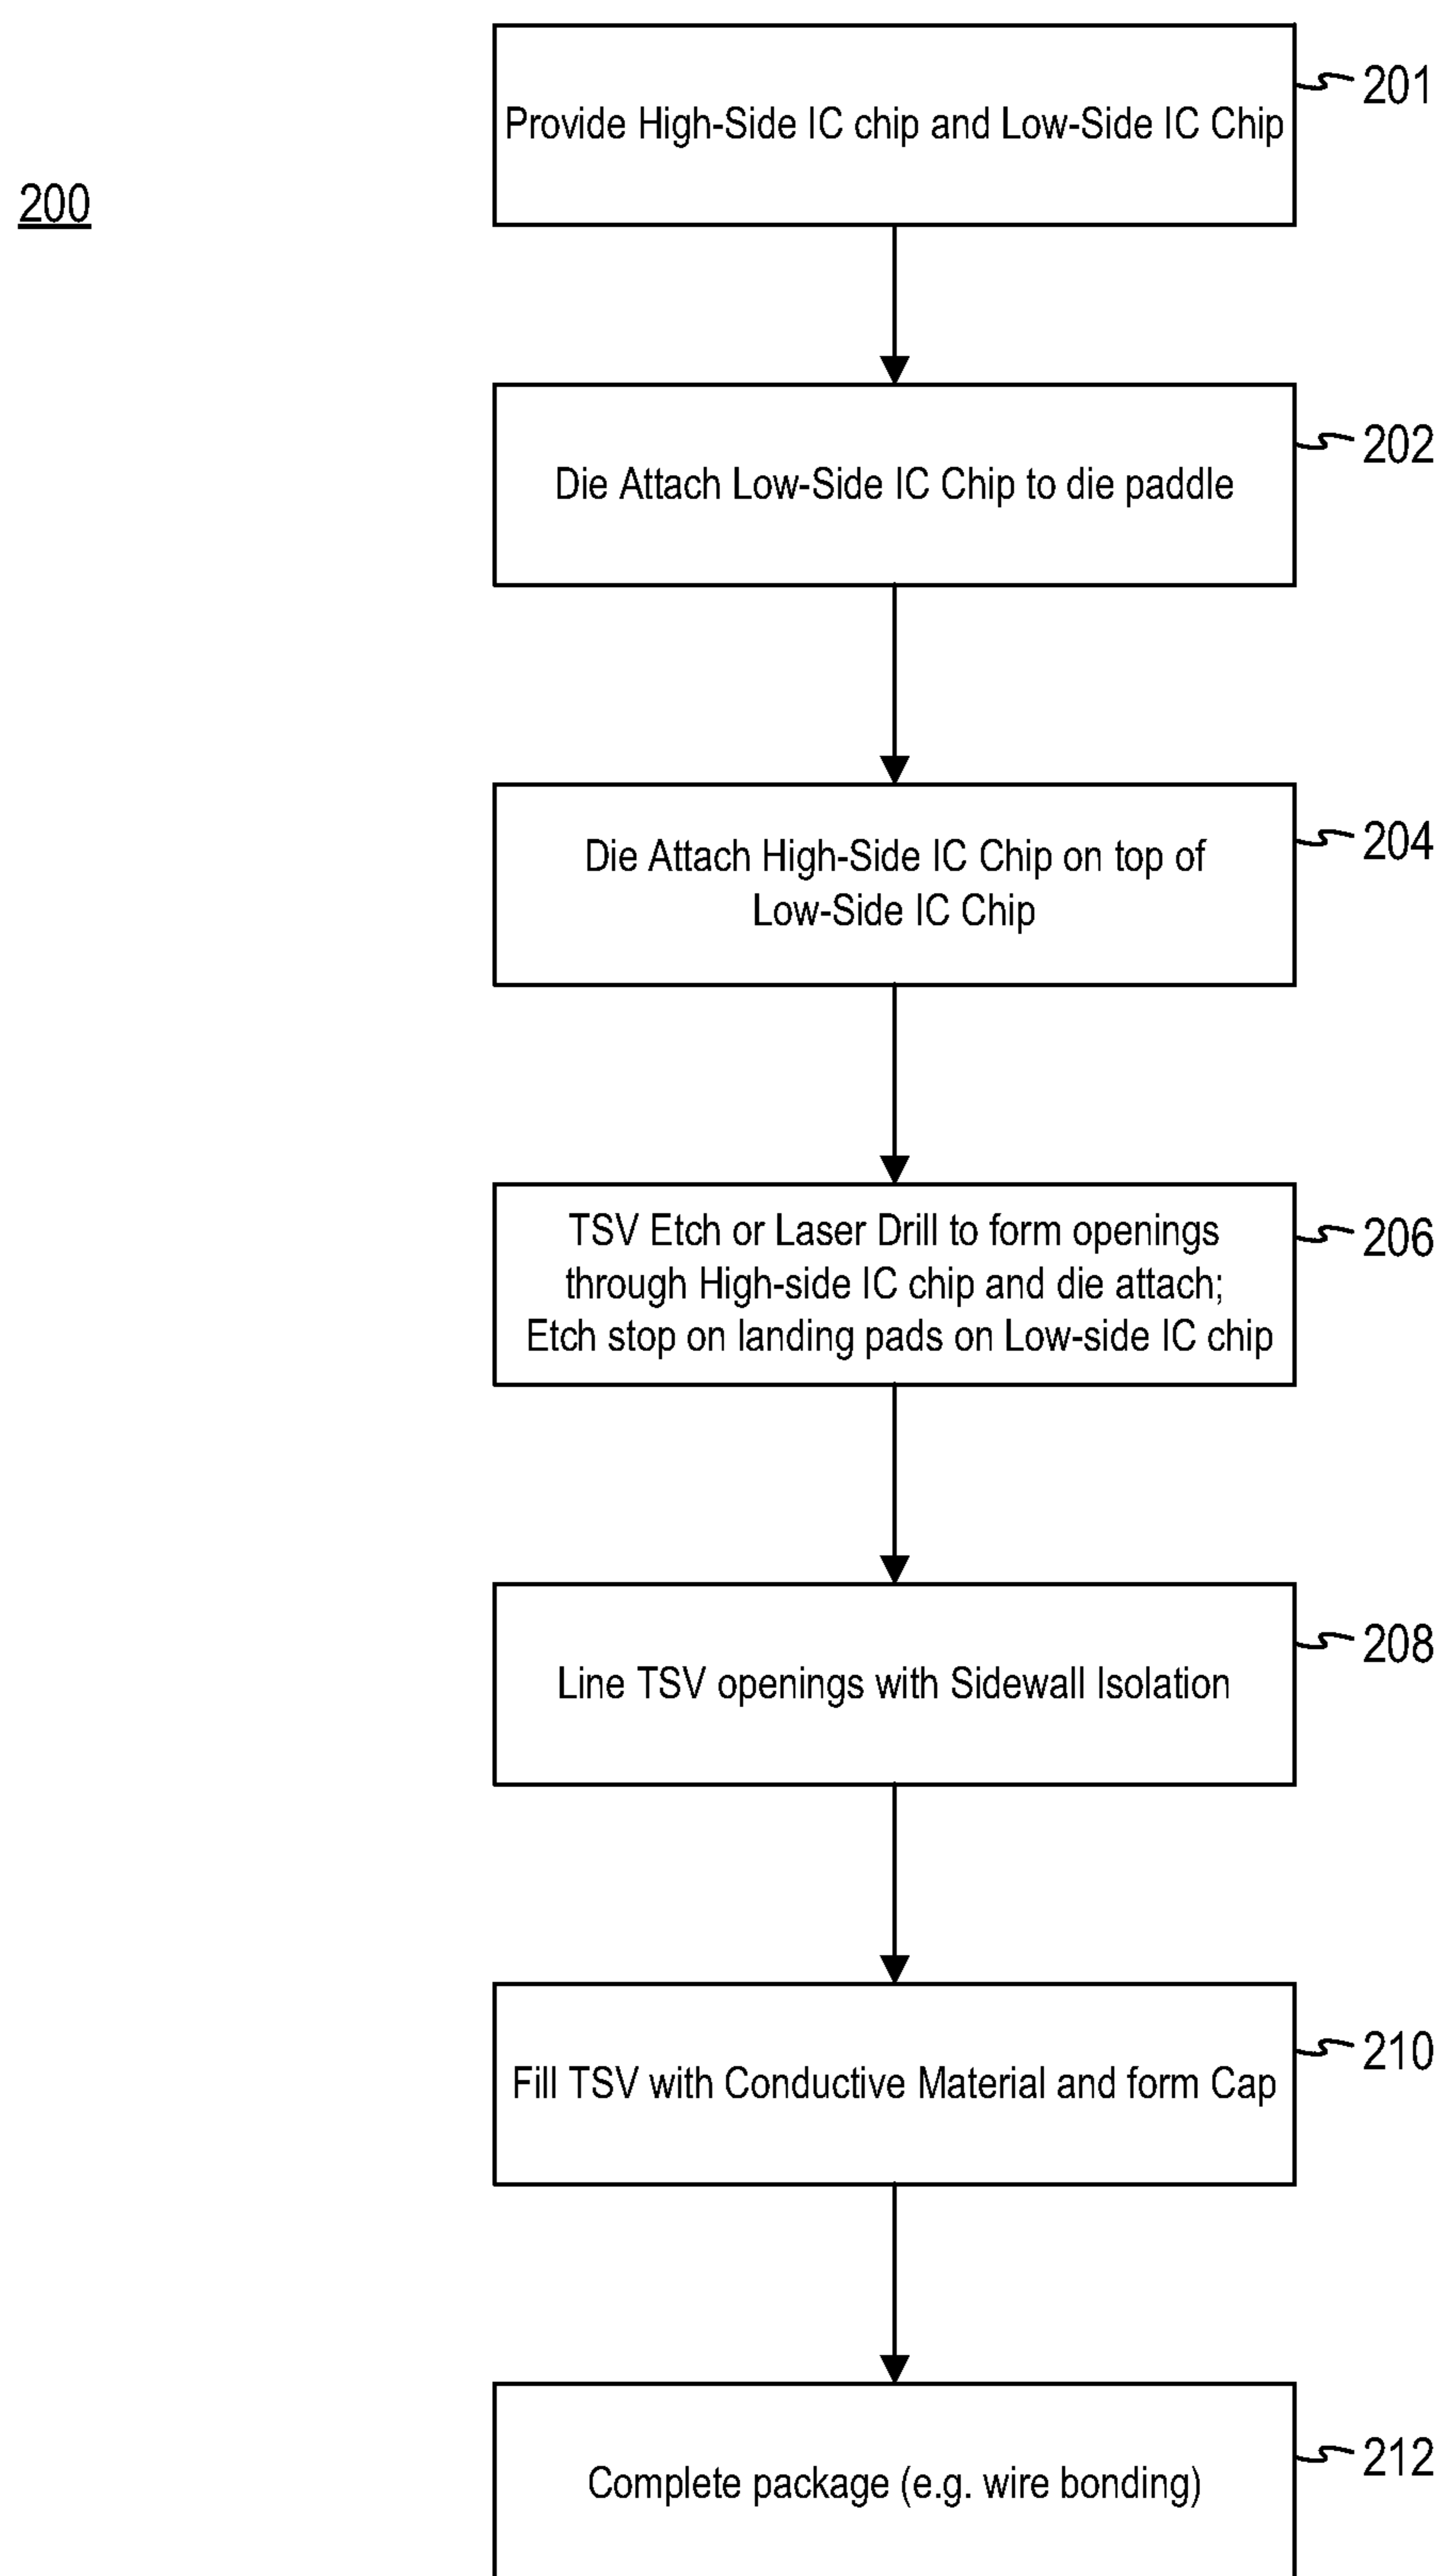 200
Provide High-Side IC chip and Low-Side IC Chip
201
Die Attach Low-Side IC Chip to die paddle
202
Die Attach High-Side IC Chip on top of
Low-Side IC Chip
204
TSV Etch or Laser Drill to form openings
through High-side IC chip and die attach;
Etch stop on landing pads on Low-side IC chip
206
Line TSV openings with Sidewall Isolation
208
Fill TSV with Conductive Material and form Cap
210
Complete package (e.g. wire bonding)
212